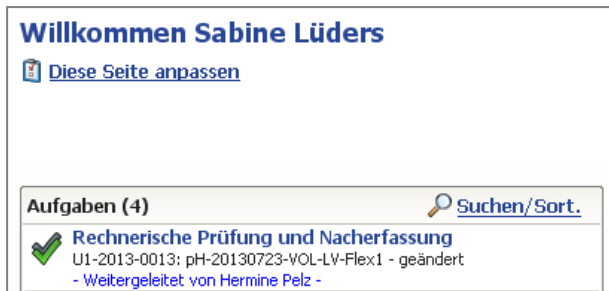 Willkommen Sabine Lüders
Diese Seite anpassen
Aufgaben (4) Suchen/Sort.
Rechnerische Prüfung und Nacherfassung
U1-2013-0013: pH-20130723-VOL-LV-Flex1 - geändert
- Weitergeleitet von Hermine Pelz -